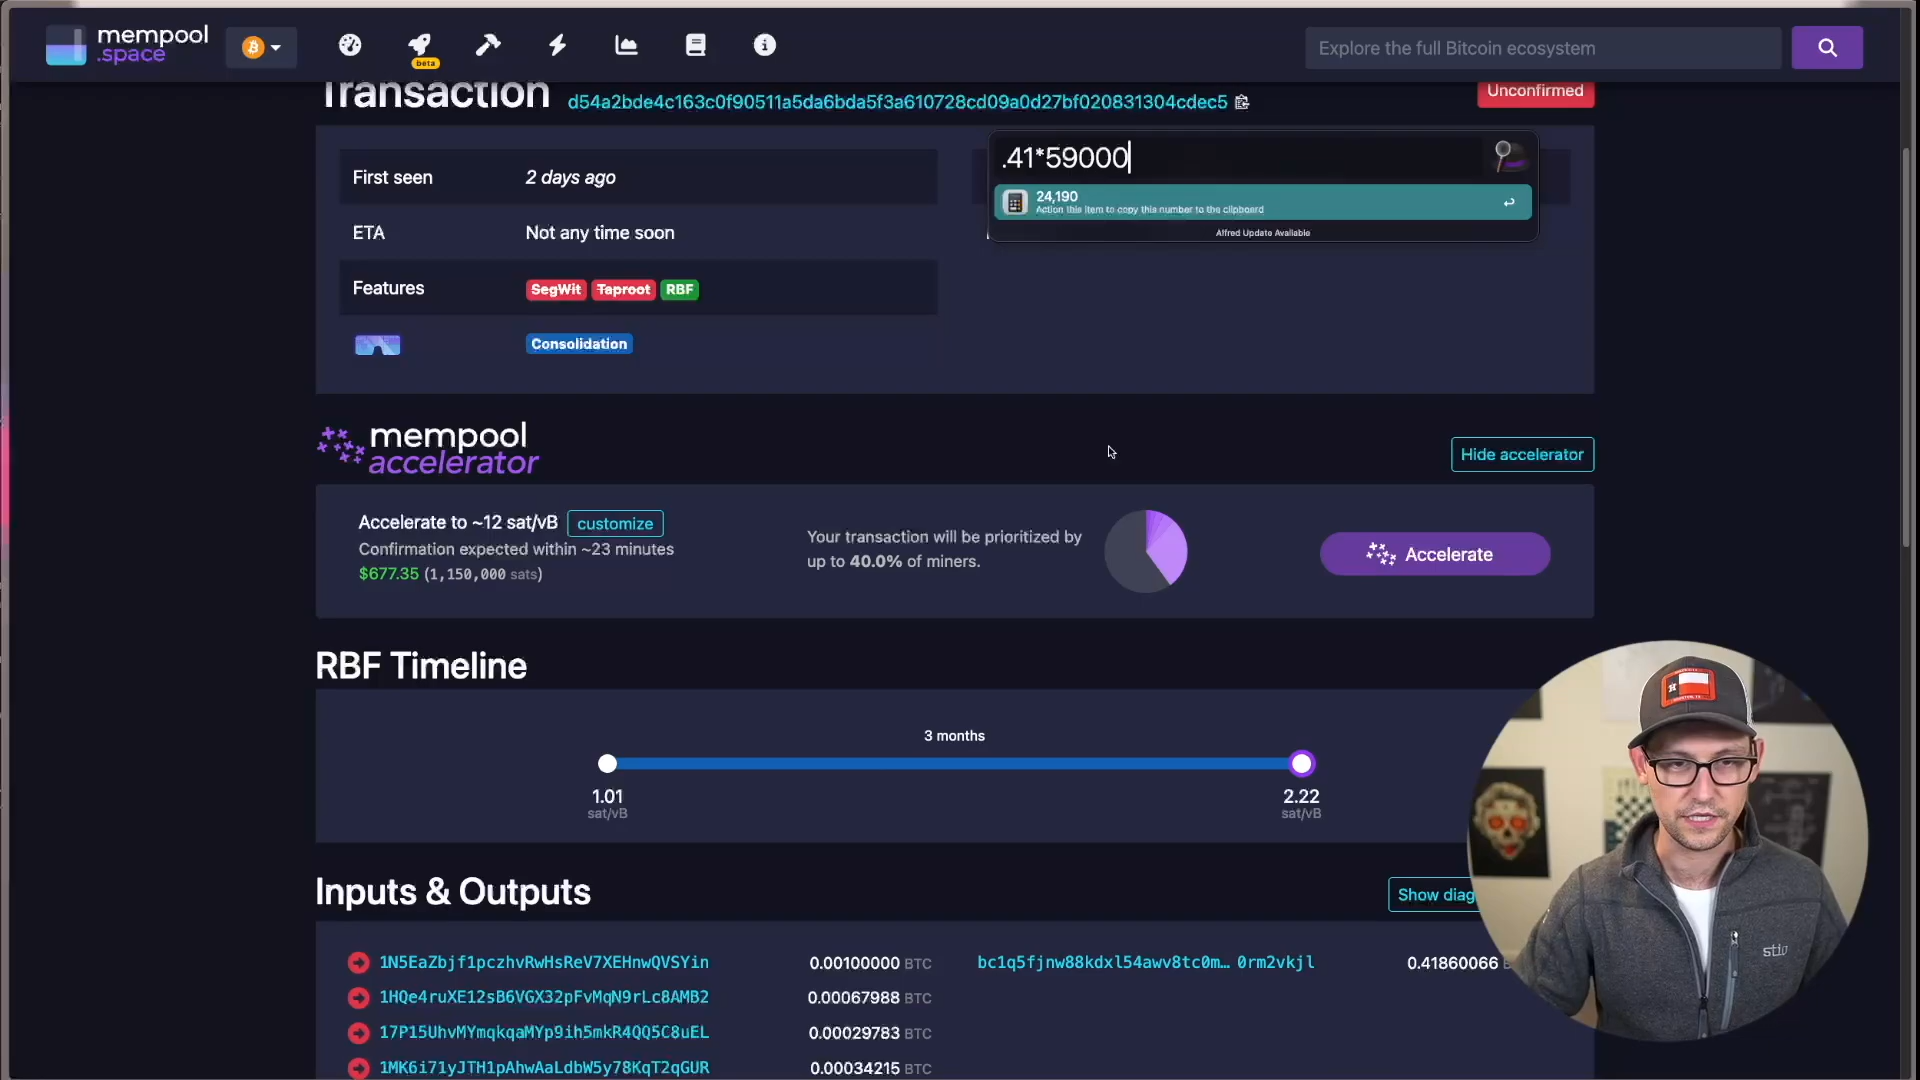 mempool
.space
beta
Explore the full Bitcoin ecosystem
Transaction
d54a2bde4c163c0f90511a5da6bda5f3a610728cd09a0d27bf020831304cdec5
Unconfirmed
.41*59000
24,190
Action this item to copy this number to the clipboard
Alfred Update Available
First seen
2 days ago
ETA
Not any time soon
Features
SegWit Taproot RBF
Consolidation
mempool
accelerator
Hide accelerator
Accelerate to ~12 sat/vB customize
Confirmation expected within ~23 minutes
$677.35 (1,150,000 sats)
Your transaction will be prioritized by
up to 40.0% of miners.
Accelerate
RBF Timeline
3 months
1.01
sat/vB
2.22
sat/vB
Inputs & Outputs
Show diag
1N5EaZbjf1pczhvRwHsReV7XEHnwQVSYin 0.00100000 BTC
bc1q5fjnw88kdxl54awv8tc0m… 0rm2vkjl 0.41860066
1HQe4ruXE12sB6VGX32pFvMqN9rLc8AMB2 0.00067988 BTC
17P15UhvMYmqkqaMYp9ih5mkR4QQ5C8uEL 0.00029783 BTC
1MK6i71yJTH1pAhwAaLdbW5y78KqT2qGUR 0.00034215 BTC